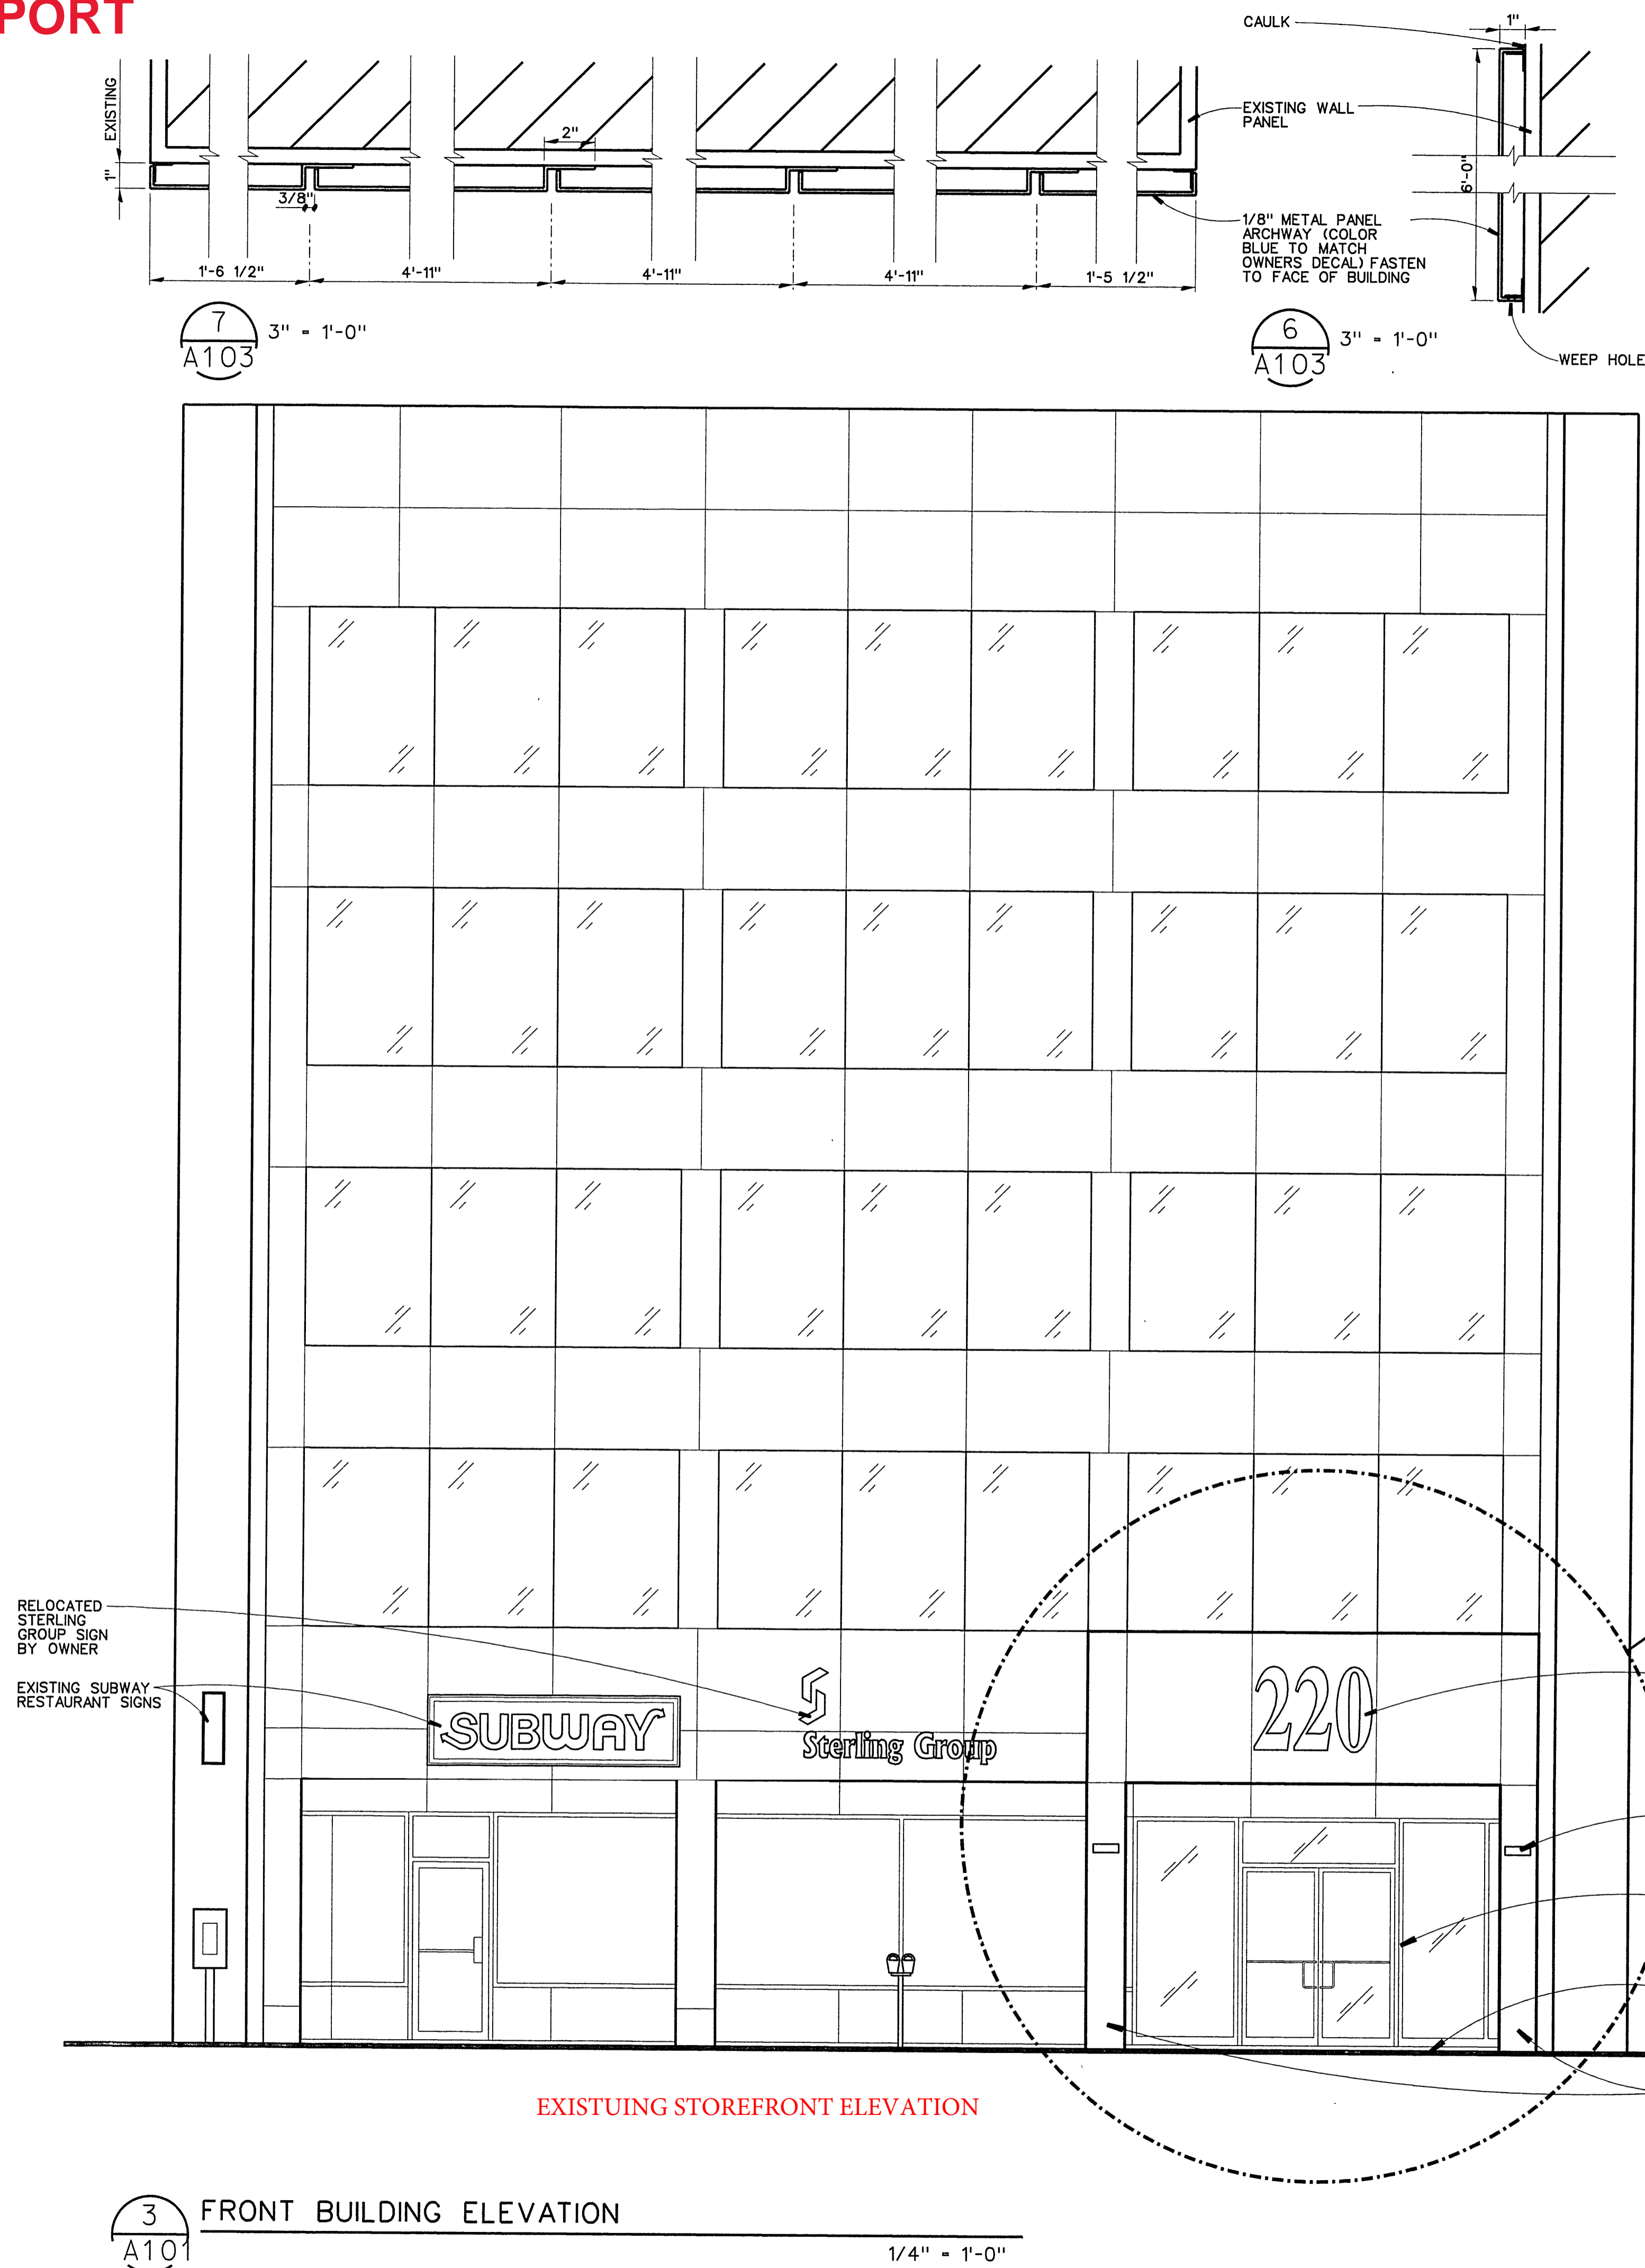 PORT
CAULK
1"
EXISTING
1"
2"
3/8"
EXISTING WALL
PANEL
6'-0"
1/8" METAL PANEL
ARCHWAY (COLOR
BLUE TO MATCH
OWNERS DECAL) FASTEN
TO FACE OF BUILDING
1'-6 1/2"
4'-11"
4'-11"
4'-11"
1'-5 1/2"
7
A103
3" = 1'-0"
6
A103
3" = 1'-0"
WEEP HOLE
RELOCATED
STERLING
GROUP SIGN
BY OWNER
EXISTING SUBWAY
RESTAURANT SIGNS
SUBWAY
Sterling Group
220
EXISTUING STOREFRONT ELEVATION
3
A101
FRONT BUILDING ELEVATION
1/4" = 1'-0"